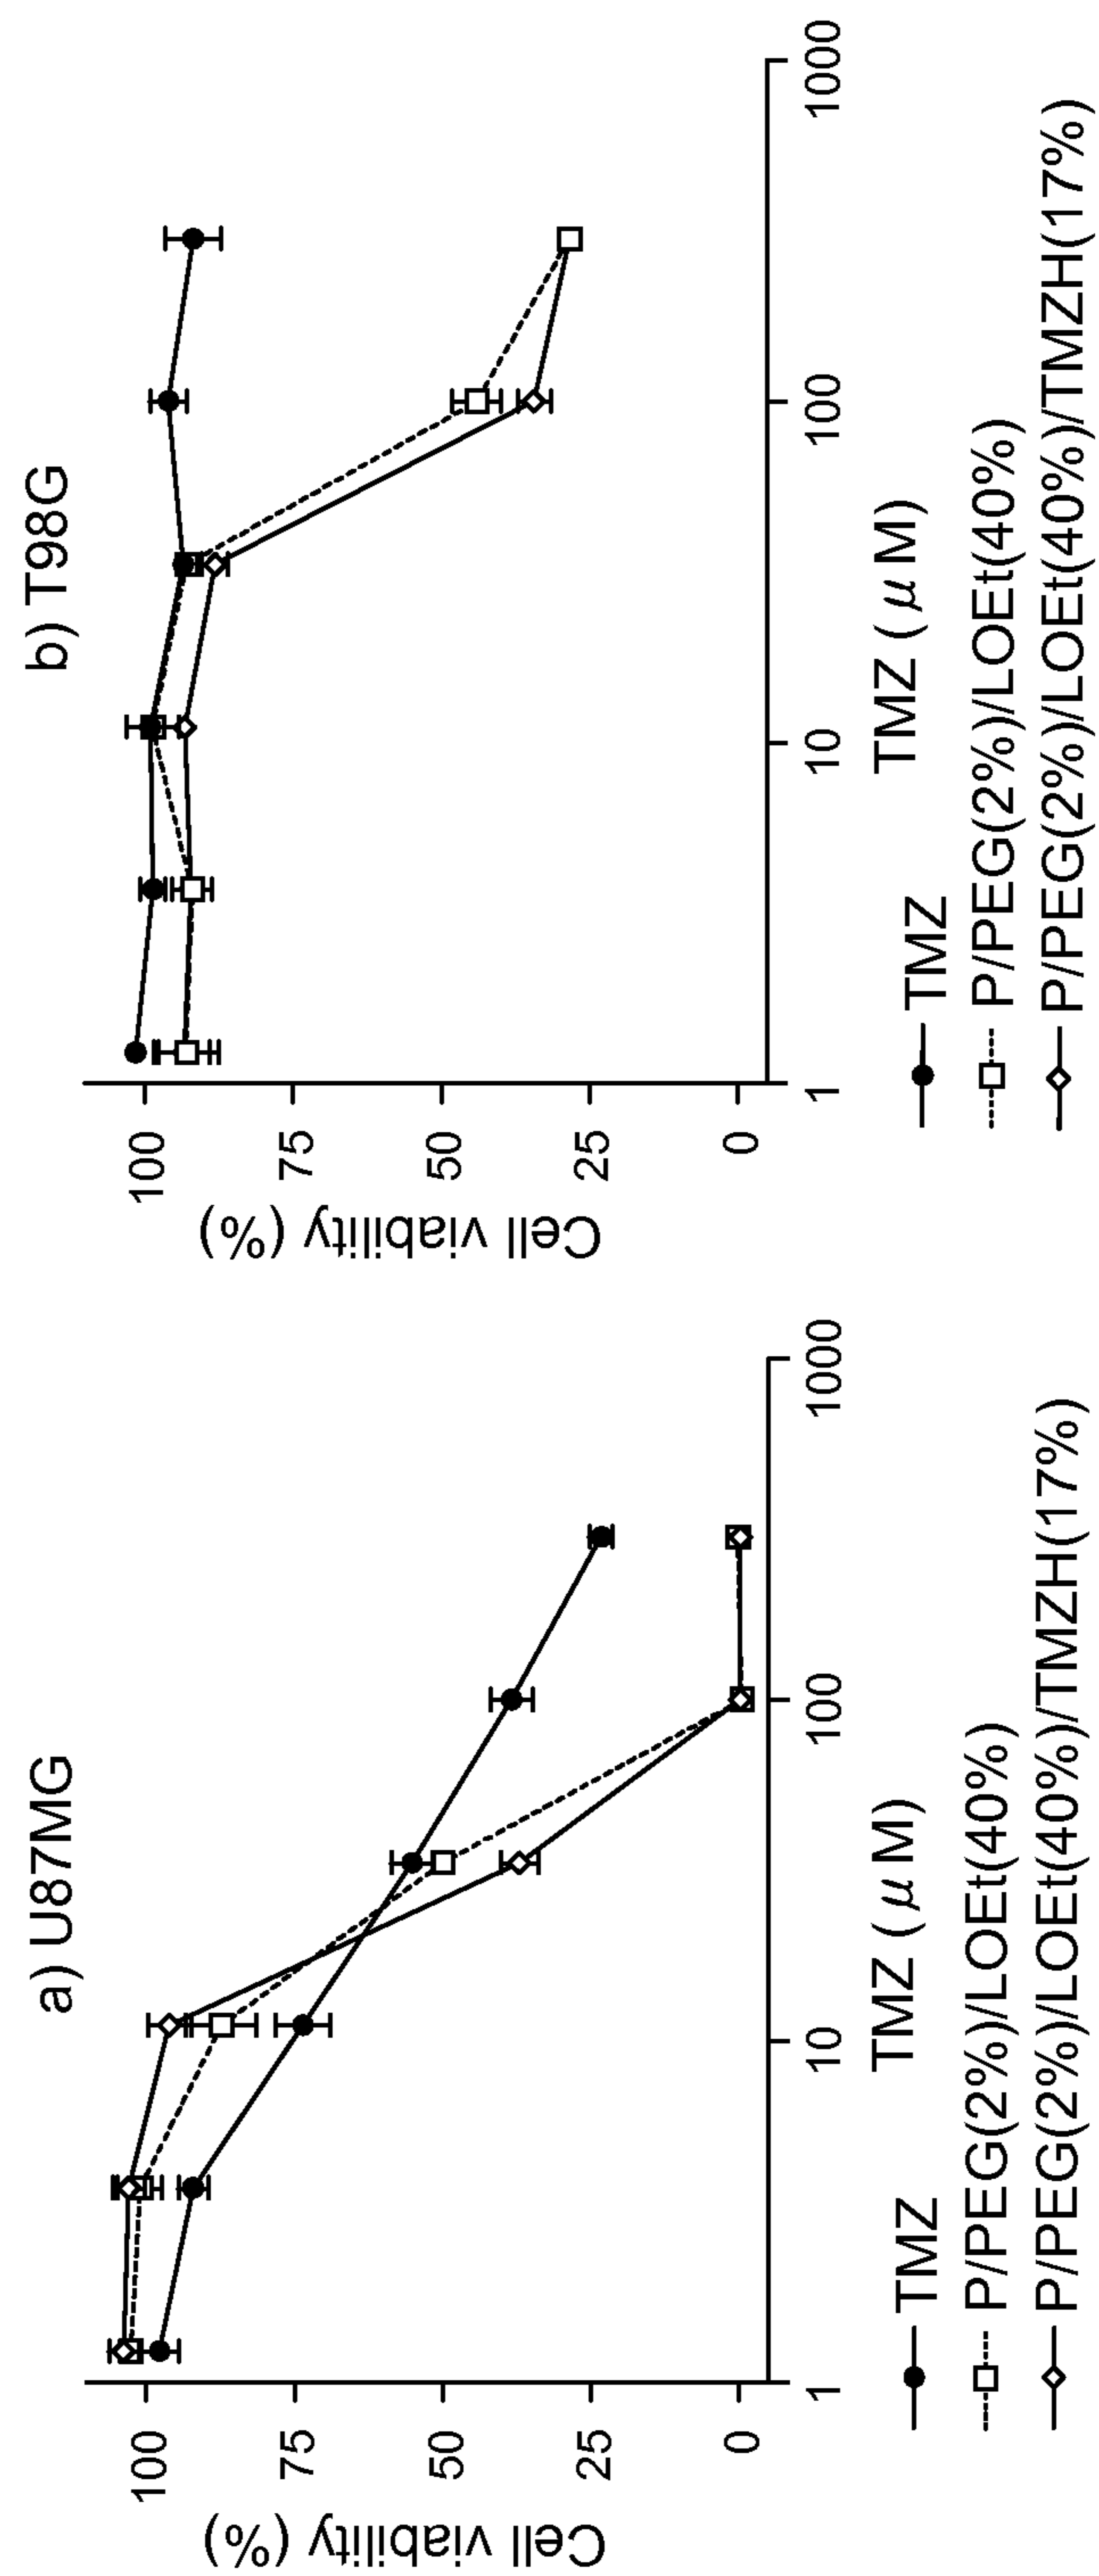 a) U87MG
Cell viability (%)
100
75
50
25
0
1
10
100
1000
TMZ (μM)
TMZ
P/PEG(2%)/LOEt(40%)
P/PEG(2%)/LOEt(40%)/TMZH(17%)
b) T98G
Cell viability (%)
100
75
50
25
0
1
10
100
1000
TMZ (μM)
TMZ
P/PEG(2%)/LOEt(40%)
P/PEG(2%)/LOEt(40%)/TMZH(17%)